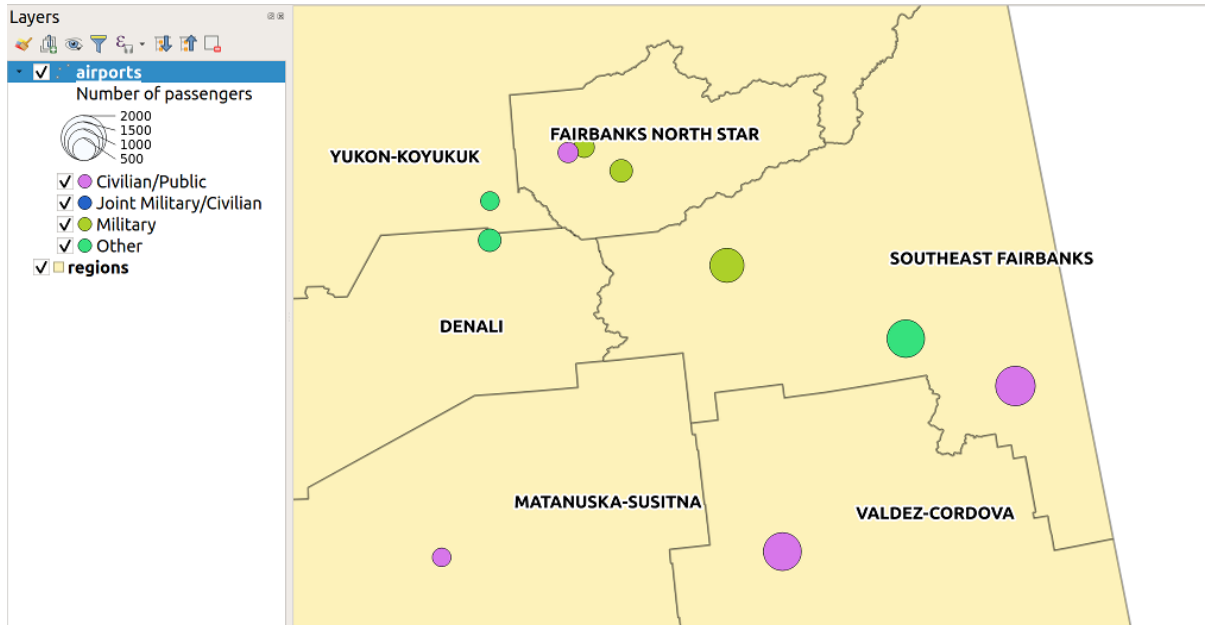 Layers
airports
Number of passengers
2000
1500
1000
500
Civilian/Public
Joint Military/Civilian
Military
Other
regions
FAIRBANKS NORTH STAR
YUKON-KOYUKUK
SOUTHEAST FAIRBANKS
DENALI
MATANUSKA-SUSITNA
VALDEZ-CORDOVA